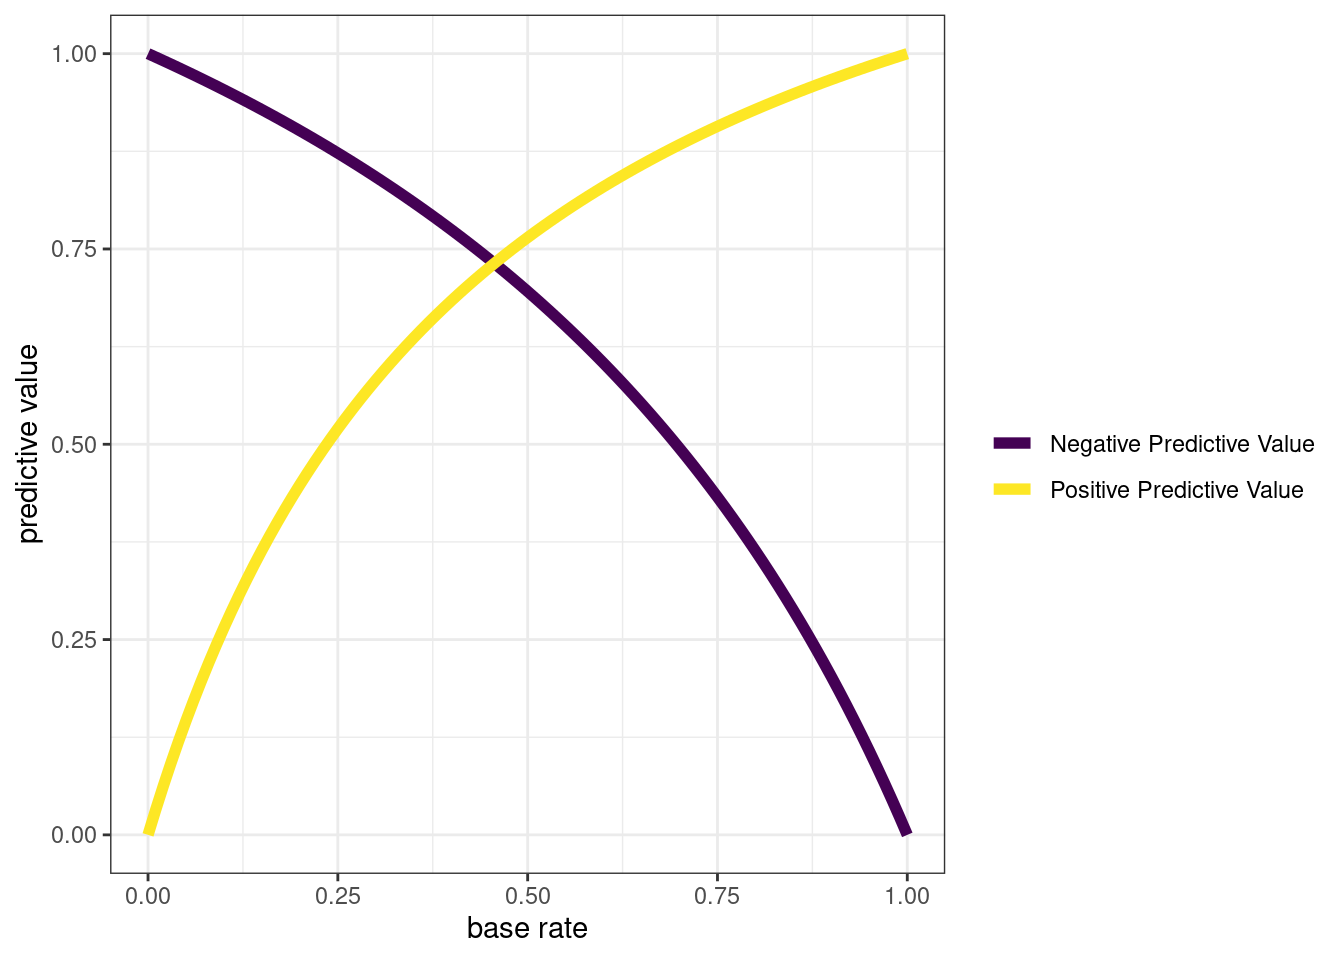 1.00
0.75
0.50
0.25
0.00
predictive value
0.00 0.25 0.50 0.75 1.00
base rate
Negative Predictive Value
Positive Predictive Value